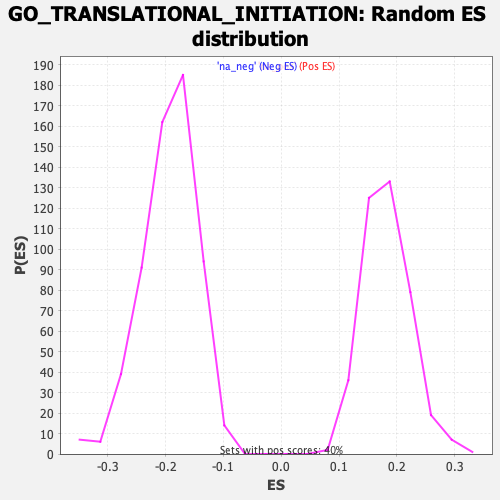 GO_TRANSLATIONAL_INITIATION: Random ES
distribution
'na_neg' (Neg ES) (Pos ES)
190
180
170
160
150
140
130
120
110
100
90
80
70
60
50
40
30
20
10
0
P(ES)
Sets with pos scores: 40%
-0.3 -0.2 -0.1 0.0 0.1 0.2 0.3
ES